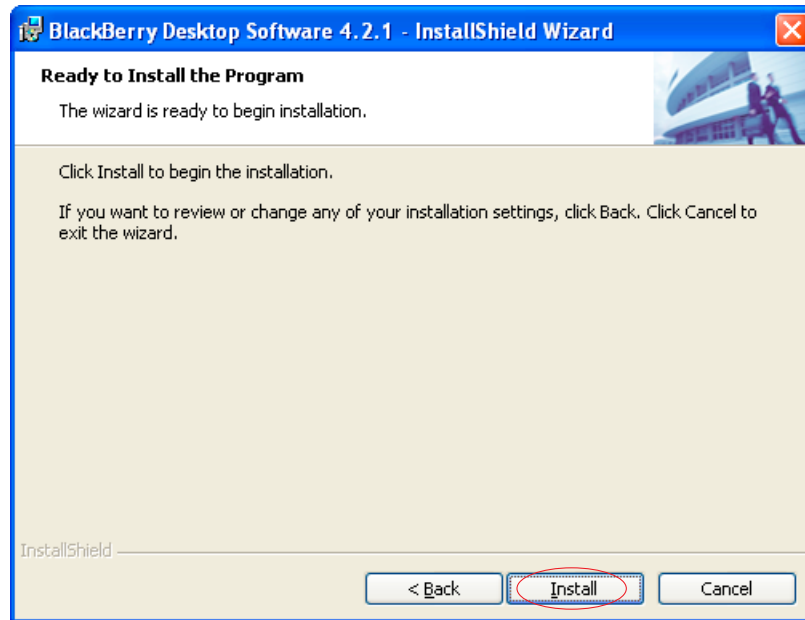 BlackBerry Desktop Software 4.2.1 - InstallShield Wizard
Ready to Install the Program
The wizard is ready to begin installation.
Click Install to begin the installation.
If you want to review or change any of your installation settings, click Back. Click Cancel to
exit the wizard.
InstallShield
< Back
Install
Cancel